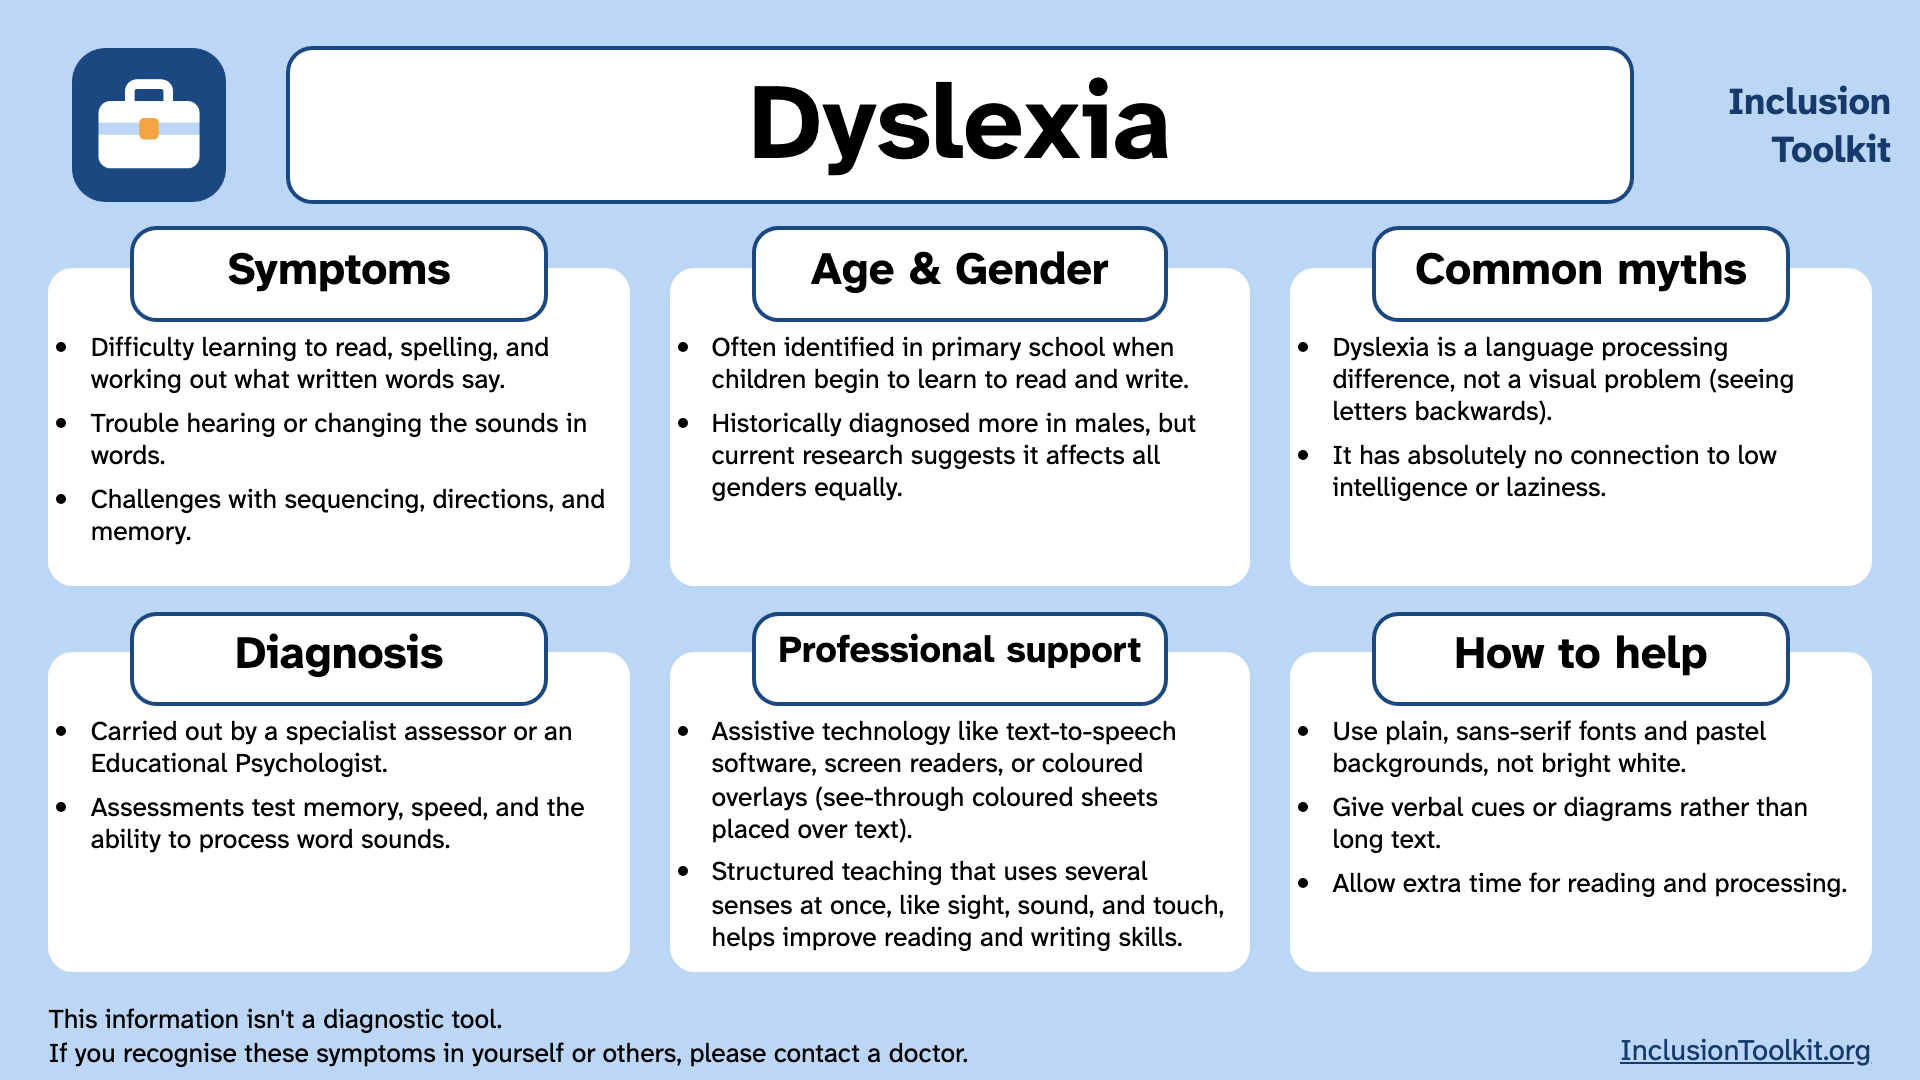 Dyslexia
Inclusion
Toolkit
Symptoms
• Difficulty learning to read, spelling, and
working out what written words say.
• Trouble hearing or changing the sounds in
words.
• Challenges with sequencing, directions, and
memory.
Age & Gender
• Often identified in primary school when
children begin to learn to read and write.
• Historically diagnosed more in males, but
current research suggests it affects all
genders equally.
Common myths
• Dyslexia is a language processing
difference, not a visual problem (seeing
letters backwards).
• It has absolutely no connection to low
intelligence or laziness.
Diagnosis
• Carried out by a specialist assessor or an
Educational Psychologist.
• Assessments test memory, speed, and the
ability to process word sounds.
Professional support
• Assistive technology like text-to-speech
software, screen readers, or coloured
overlays (see-through coloured sheets
placed over text).
• Structured teaching that uses several
senses at once, like sight, sound, and touch,
helps improve reading and writing skills.
How to help
• Use plain, sans-serif fonts and pastel
backgrounds, not bright white.
• Give verbal cues or diagrams rather than
long text.
• Allow extra time for reading and processing.
This information isn't a diagnostic tool.
If you recognise these symptoms in yourself or others, please contact a doctor.
InclusionToolkit.org